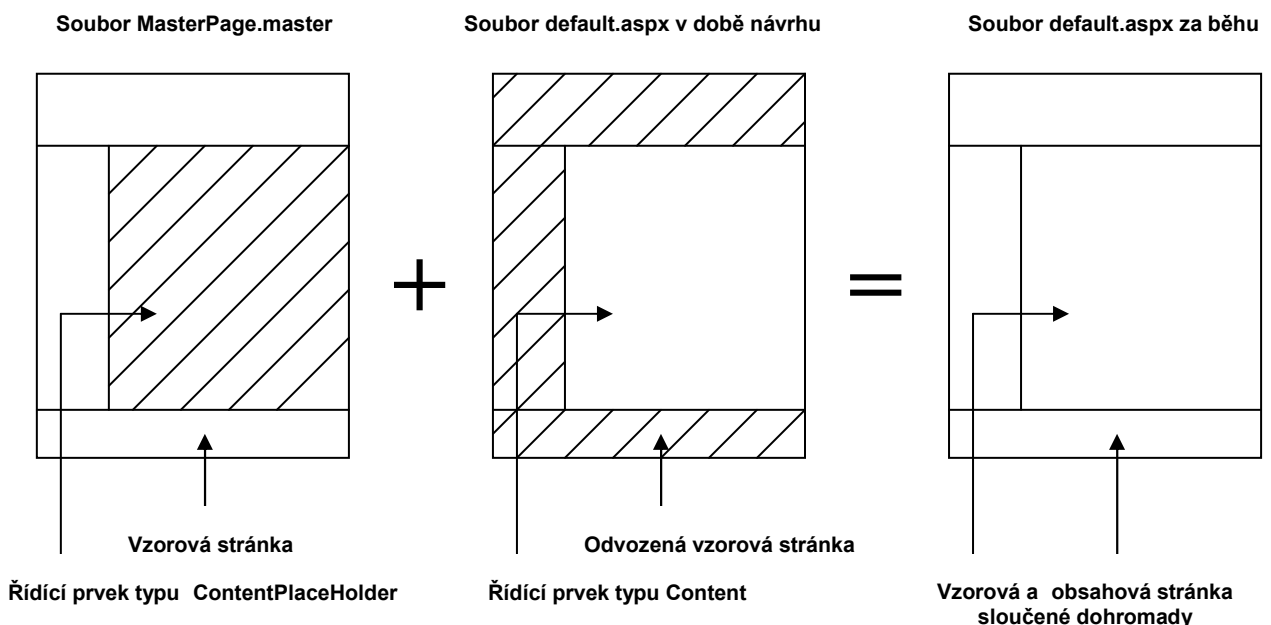 Soubor MasterPage.master
Soubor default.aspx v době návrhu
Soubor default.aspx za běhu
+
=
Vzorová stránka
Odvozená vzorová stránka
Řídící prvek typu ContentPlaceHolder
Řídící prvek typu Content
Vzorová a obsahová stránka
sloučené dohromady